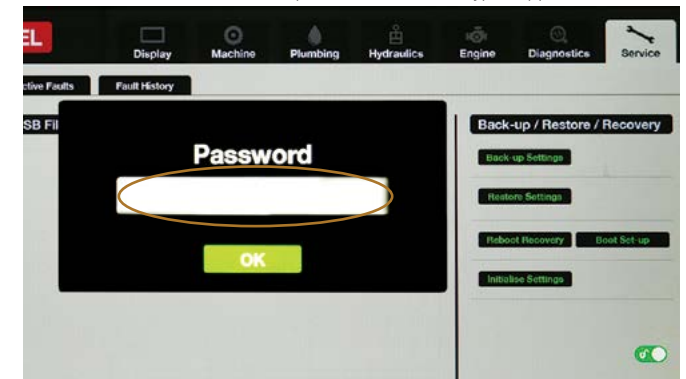 EL
Display Machine Plumbing Hydraulics Engine Diagnostics Service
ctive Faults Fault History
SB Fil
Back-up / Restore / Recovery
Password
Back-up Settings
Restore Settings
Reboot Recovery Boot Set-up
OK
Initialise Settings